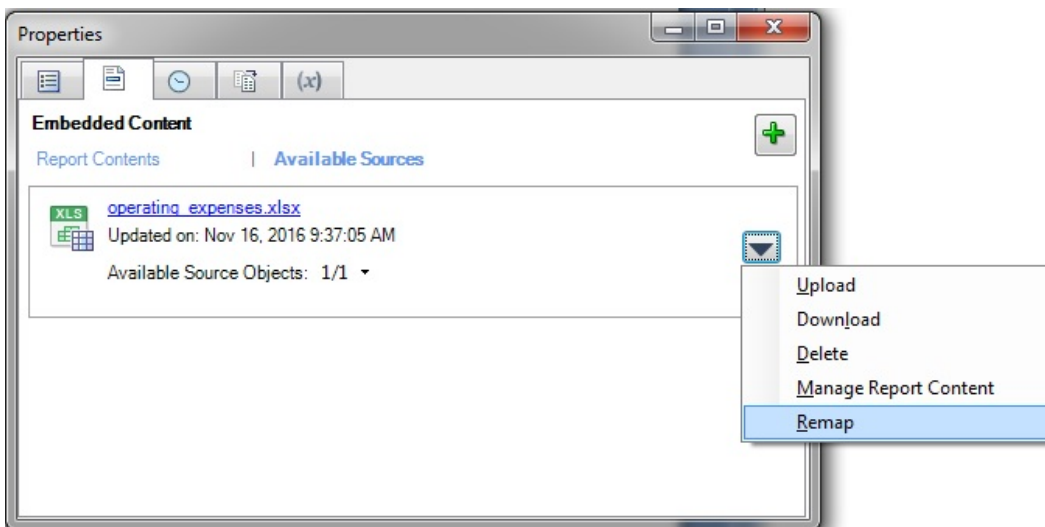 Properties
(x)
Embedded Content
Report Contents | Available Sources
XLS
operating_expenses.xlsx
Updated on: Nov 16, 2016 9:37:05 AM
Available Source Objects: 1/1
Upload
Download
Delete
Manage Report Content
Remap